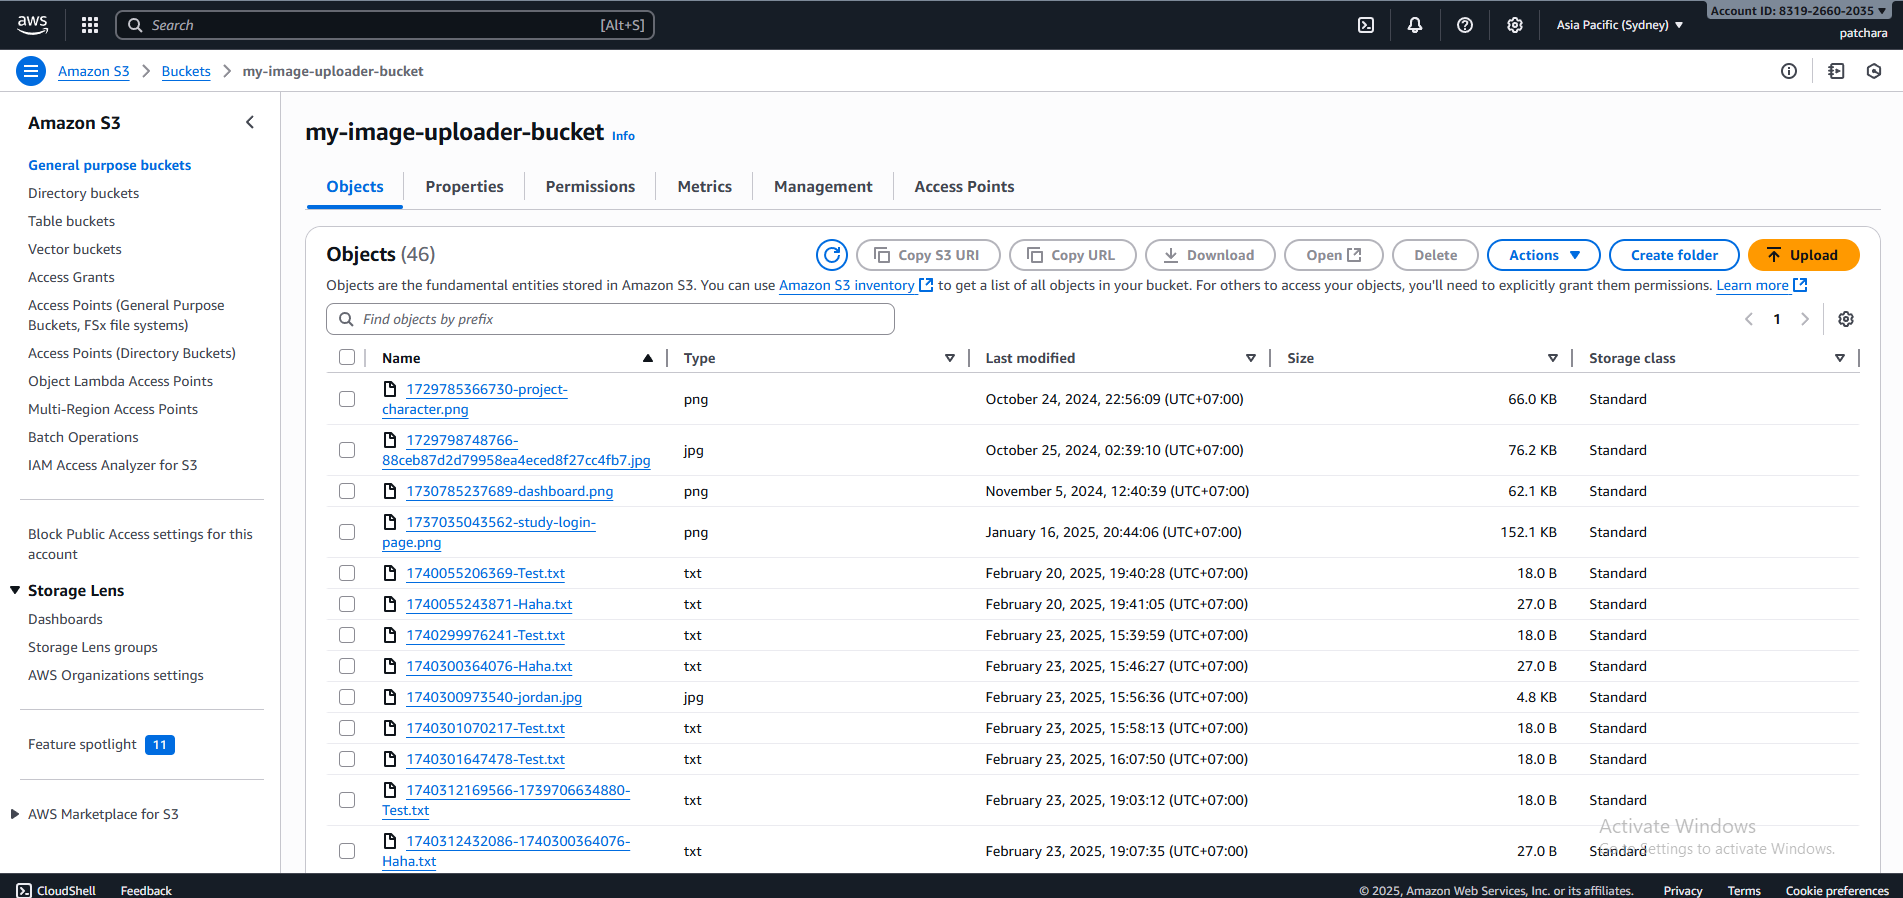 aws
Search [Alt+S]
Asia Pacific (Sydney)
Account ID: 8319-2660-2035
patchara
Amazon S3 > Buckets > my-image-uploader-bucket
Amazon S3
General purpose buckets
Directory buckets
Table buckets
Vector buckets
Access Grants
Access Points (General Purpose
Buckets, FSx file systems)
Access Points (Directory Buckets)
Object Lambda Access Points
Multi-Region Access Points
Batch Operations
IAM Access Analyzer for S3
Block Public Access settings for this
account
Storage Lens
Dashboards
Storage Lens groups
AWS Organizations settings
Feature spotlight 11
AWS Marketplace for S3
my-image-uploader-bucket Info
Objects Properties Permissions Metrics Management Access Points
Objects (46)
Copy S3 URI Copy URL Download Open Delete Actions Create folder Upload
Objects are the fundamental entities stored in Amazon S3. You can use Amazon S3 inventory to get a list of all objects in your bucket. For others to access your objects, you'll need to explicitly grant them permissions. Learn more
Find objects by prefix
1
Name Type Last modified Size Storage class
1729785366730-project-
character.png
png October 24, 2024, 22:56:09 (UTC+07:00) 66.0 KB Standard
1729798748766-
88ceb87d2d79958ea4eced8f27cc4fb7.jpg
jpg October 25, 2024, 02:39:10 (UTC+07:00) 76.2 KB Standard
1730785237689-dashboard.png png November 5, 2024, 12:40:39 (UTC+07:00) 62.1 KB Standard
1737035043562-study-login-
page.png
png January 16, 2025, 20:44:06 (UTC+07:00) 152.1 KB Standard
1740055206369-Test.txt txt February 20, 2025, 19:40:28 (UTC+07:00) 18.0 B Standard
1740055243871-Haha.txt txt February 20, 2025, 19:41:05 (UTC+07:00) 27.0 B Standard
1740299976241-Test.txt txt February 23, 2025, 15:39:59 (UTC+07:00) 18.0 B Standard
1740300364076-Haha.txt txt February 23, 2025, 15:46:27 (UTC+07:00) 27.0 B Standard
1740300973540-jordan.jpg jpg February 23, 2025, 15:56:36 (UTC+07:00) 4.8 KB Standard
1740301070217-Test.txt txt February 23, 2025, 15:58:13 (UTC+07:00) 18.0 B Standard
1740301647478-Test.txt txt February 23, 2025, 16:07:50 (UTC+07:00) 18.0 B Standard
1740312169566-1739706634880-
Test.txt
txt February 23, 2025, 19:03:12 (UTC+07:00) 18.0 B Standard
1740312432086-1740300364076-
Haha.txt
txt February 23, 2025, 19:07:35 (UTC+07:00) 27.0 B Standard
Activate Windows
Go to Settings to activate Windows.
CloudShell Feedback
© 2025, Amazon Web Services, Inc. or its affiliates. Privacy Terms Cookie preferences